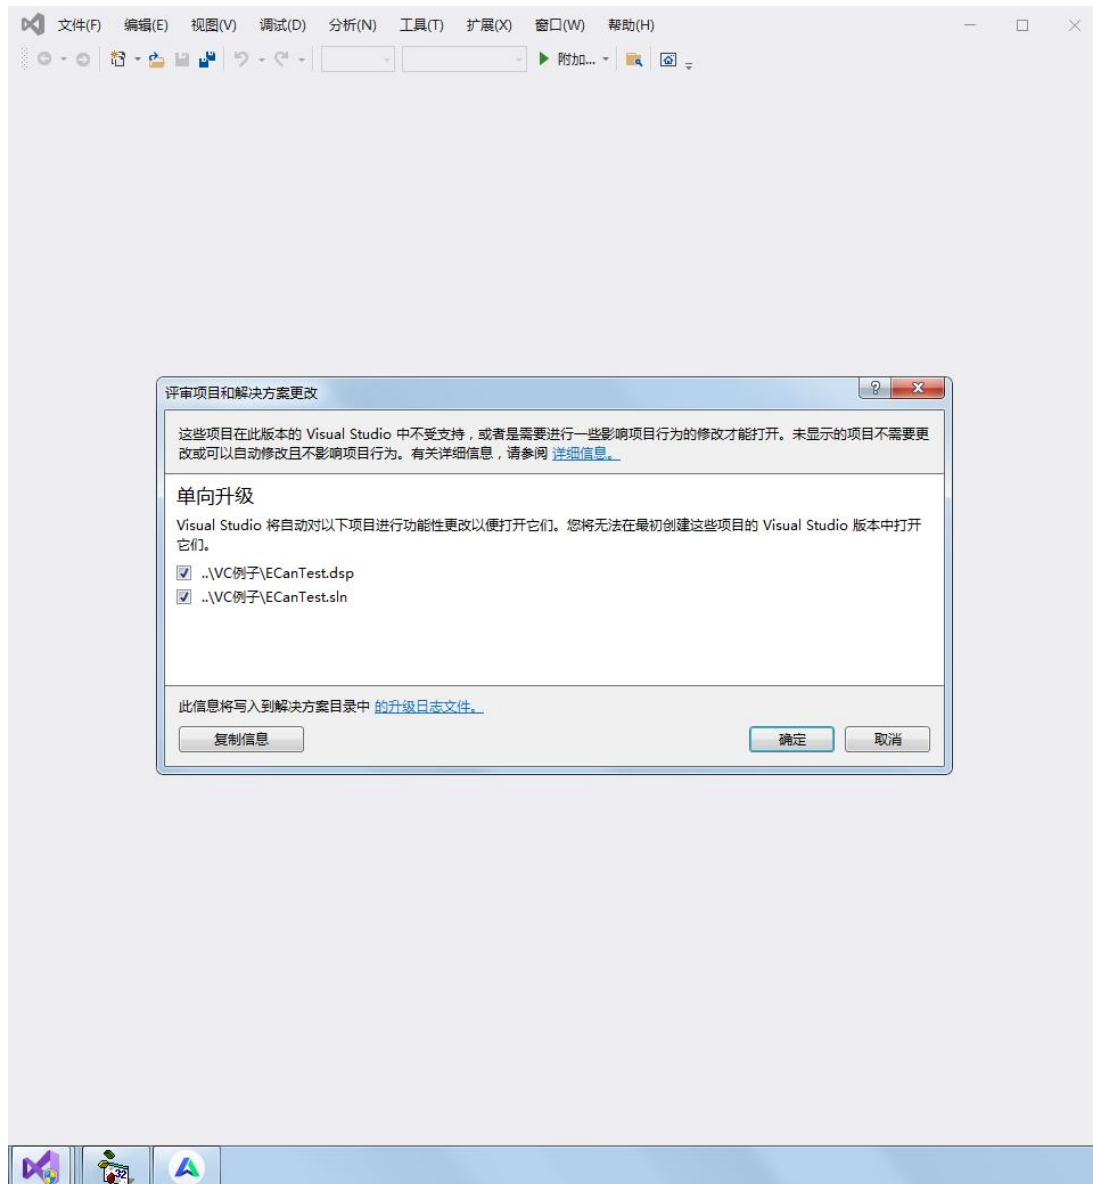 文件(F) 编辑(E) 视图(V) 调试(D) 分析(N) 工具(T) 扩展(X) 窗口(W) 帮助(H)
附加...
评审项目和解决方案更改
这些项目在此版本的 Visual Studio 中不受支持，或者是需要进行一些影响项目行为的修改才能打开。未显示的项目不需要更
改或可以自动修改且不影响项目行为。有关详细信息，请参阅 详细信息。
单向升级
Visual Studio 将自动对以下项目进行功能性更改以便打开它们。您将无法在最初创建这些项目的 Visual Studio 版本中打开
它们。
..\VC例子\ECanTest.dsp
..\VC例子\ECanTest.sln
此信息将写入到解决方案目录中 的升级日志文件。
复制信息 确定 取消
32